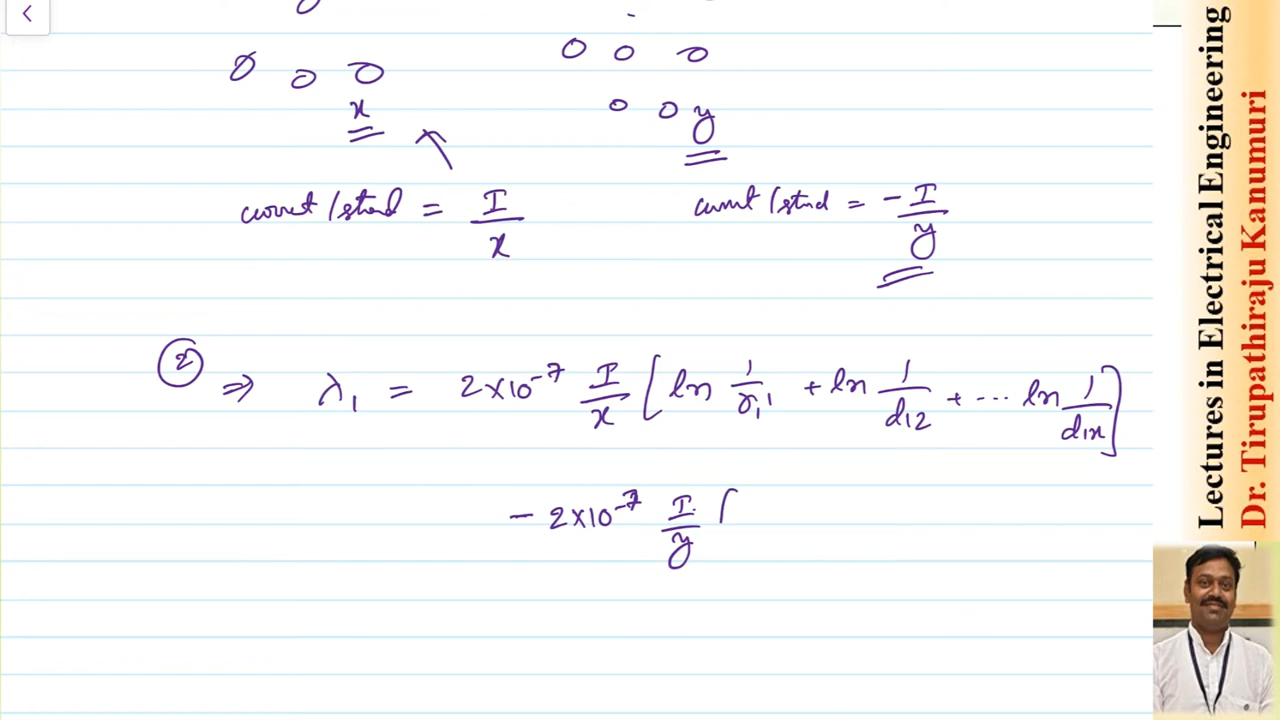 x
y
current/strand = I/x
current/strand = -I/y
② ⇒ λ₁ = 2×10⁻⁷ I/x [ln 1/r₁' + ln 1/d₁₂ + ... ln 1/d₁ₓ]
- 2×10⁻⁷ I/y [
Lectures in Electrical Engineering
Dr. Tirupathiraju Kanumuri